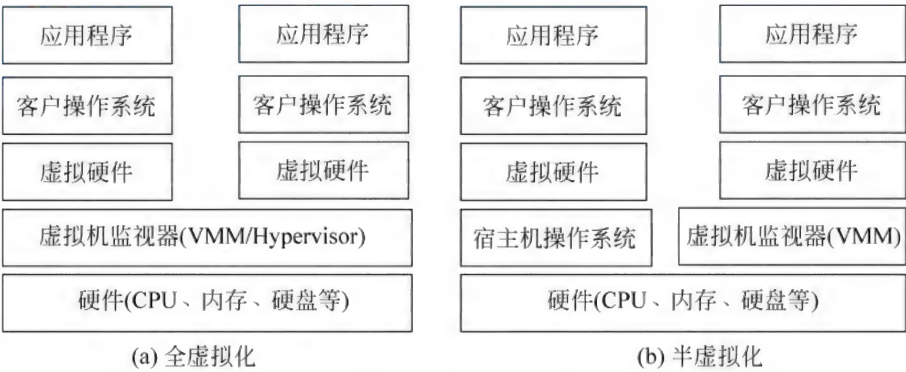 应用程序 应用程序 应用程序 应用程序
客户操作系统 客户操作系统 客户操作系统 客户操作系统
虚拟硬件 虚拟硬件 虚拟硬件 虚拟硬件
虚拟机监视器(VMM/Hypervisor) 宿主机操作系统 虚拟机监视器(VMM)
硬件(CPU、内存、硬盘等) 硬件(CPU、内存、硬盘等)
(a) 全虚拟化 (b) 半虚拟化